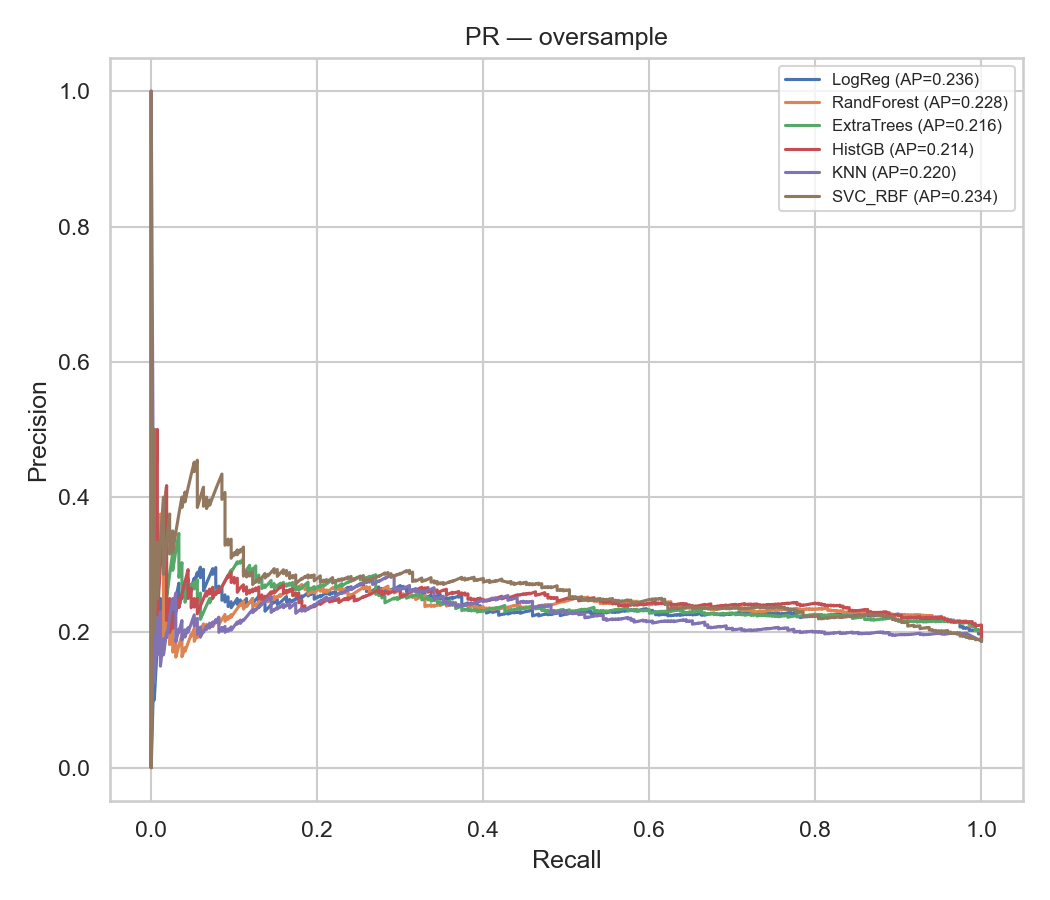 PR — oversample
LogReg (AP=0.236)
RandForest (AP=0.228)
ExtraTrees (AP=0.216)
HistGB (AP=0.214)
KNN (AP=0.220)
SVC_RBF (AP=0.234)
Precision
1.0
0.8
0.6
0.4
0.2
0.0
0.0 0.2 0.4 0.6 0.8 1.0
Recall